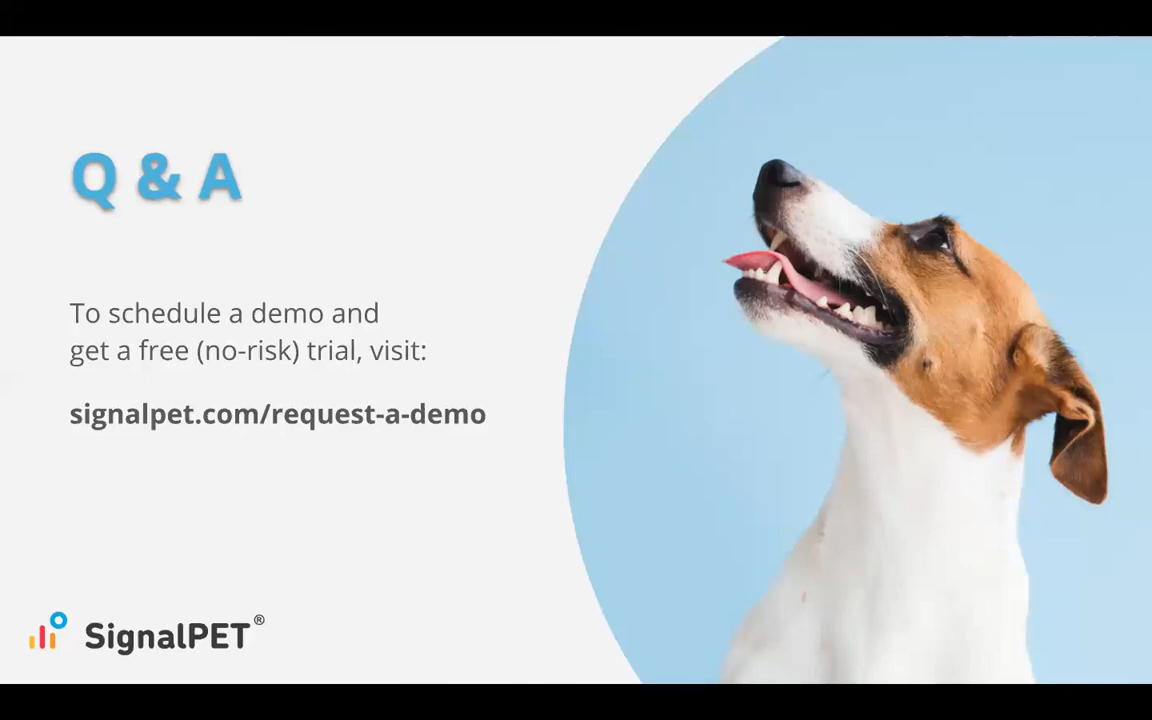 Q & A
To schedule a demo and
get a free (no-risk) trial, visit:
signalpet.com/request-a-demo
SignalPET®